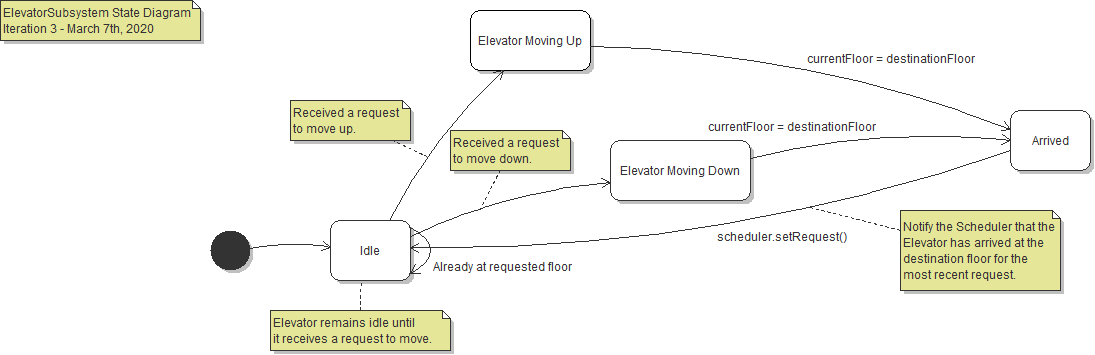 ElevatorSubsystem State Diagram
Iteration 3 - March 7th, 2020
Elevator Moving Up
currentFloor = destinationFloor
Received a request
to move up.
Received a request
to move down.
currentFloor = destinationFloor
Arrived
Elevator Moving Down
Idle
scheduler.setRequest()
Notify the Scheduler that the
Elevator has arrived at the
destination floor for the
most recent request.
Already at requested floor
Elevator remains idle until
it receives a request to move.